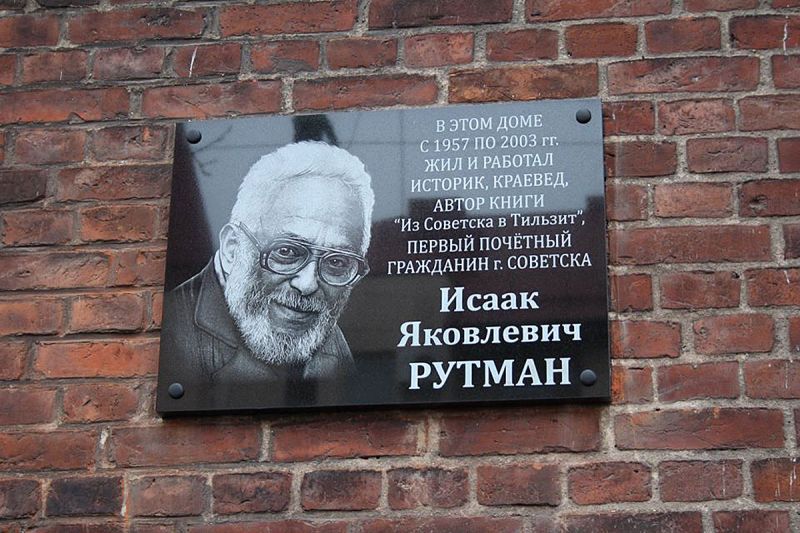 В ЭТОМ ДОМЕ
С 1957 ПО 2003 гг.
ЖИЛ И РАБОТАЛ
ИСТОРИК, КРАЕВЕД,
АВТОР КНИГИ
“Из Советска в Тильзит”,
ПЕРВЫЙ ПОЧЁТНЫЙ
ГРАЖДАНИН г. СОВЕТСКА
Исаак
Яковлевич
РУТМАН